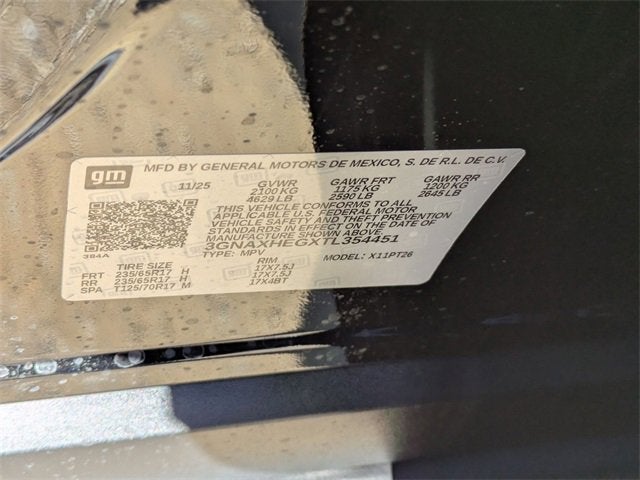 gm MFD BY GENERAL MOTORS DE MEXICO, S. DE R.L. DE C.V.
11/25 GVWR GAWR FRT GAWR RR
2100 KG 1175 KG 1200 KG
4629 LB 2590 LB 2645 LB
THIS VEHICLE CONFORMS TO ALL
APPLICABLE U.S. FEDERAL MOTOR
VEHICLE SAFETY AND THEFT PREVENTION
STANDARDS IN EFFECT ON THE DATE OF
3GNAXHEGXTL354451
384A
TYPE: MPV MODEL: X11PT26
TIRE SIZE RIM
FRT 235/65R17 H 17X7.5J
RR 235/65R17 H 17X7.5J
SPA T125/70R17 M 17X4BT